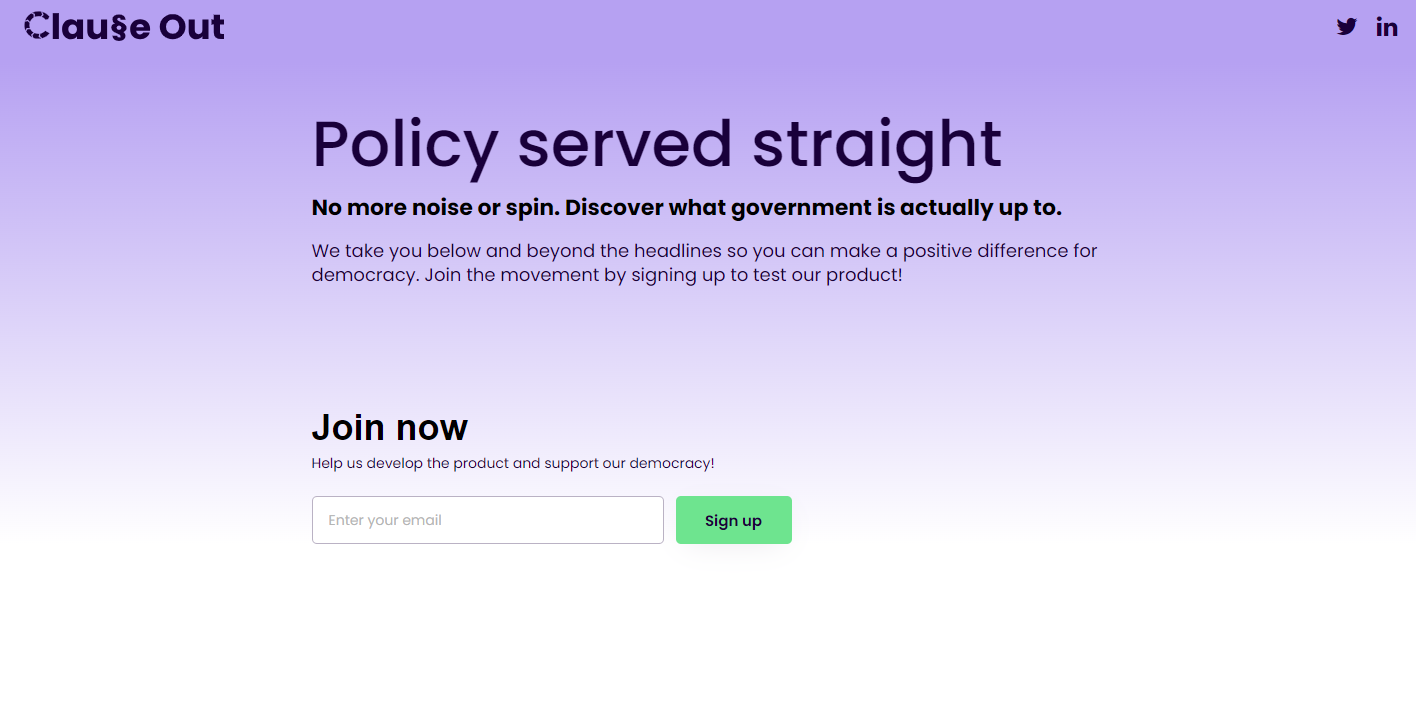 Clau§e Out
in
Policy served straight
No more noise or spin. Discover what government is actually up to.
We take you below and beyond the headlines so you can make a positive difference for
democracy. Join the movement by signing up to test our product!
Join now
Help us develop the product and support our democracy!
Enter your email
Sign up